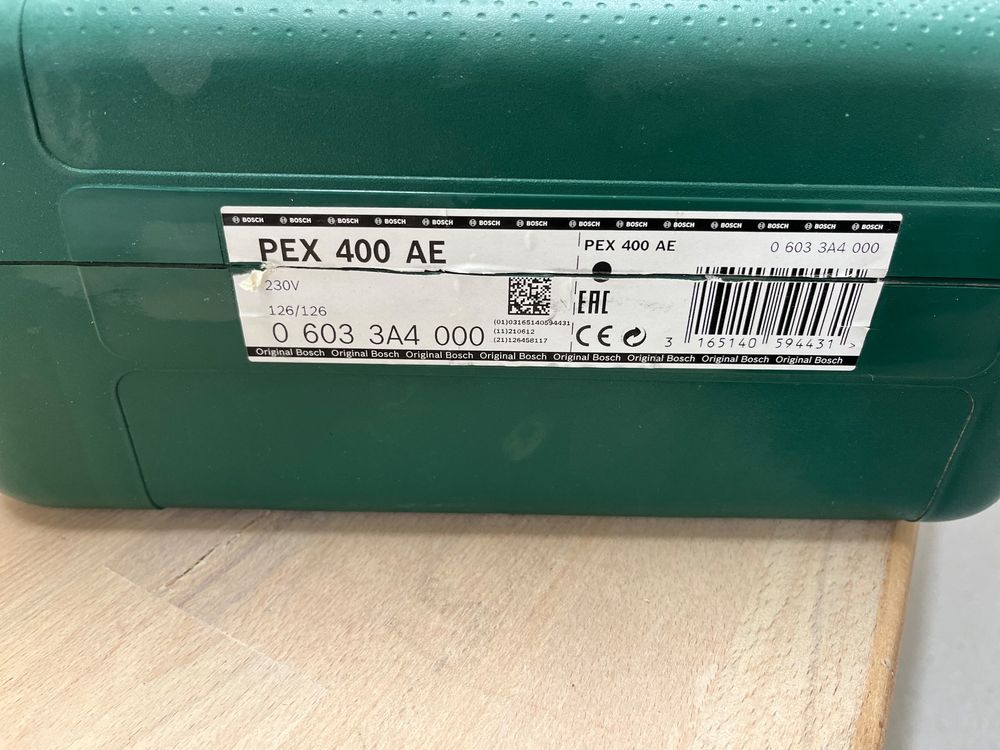 BOSCH BOSCH BOSCH BOSCH BOSCH BOSCH BOSCH BOSCH BOSCH BOSCH BOSCH BOSCH BOSCH BOSCH
PEX 400 AE
230V
126/126
0 603 3A4 000
(01)03165140594431
(11)210612
(21)126458117
PEX 400 AE
0 603 3A4 000
EAC
CE
3 165140 594431 >
Original Bosch Original Bosch Original Bosch Original Bosch Original Bosch Original Bosch Original Bosch Original Bosch